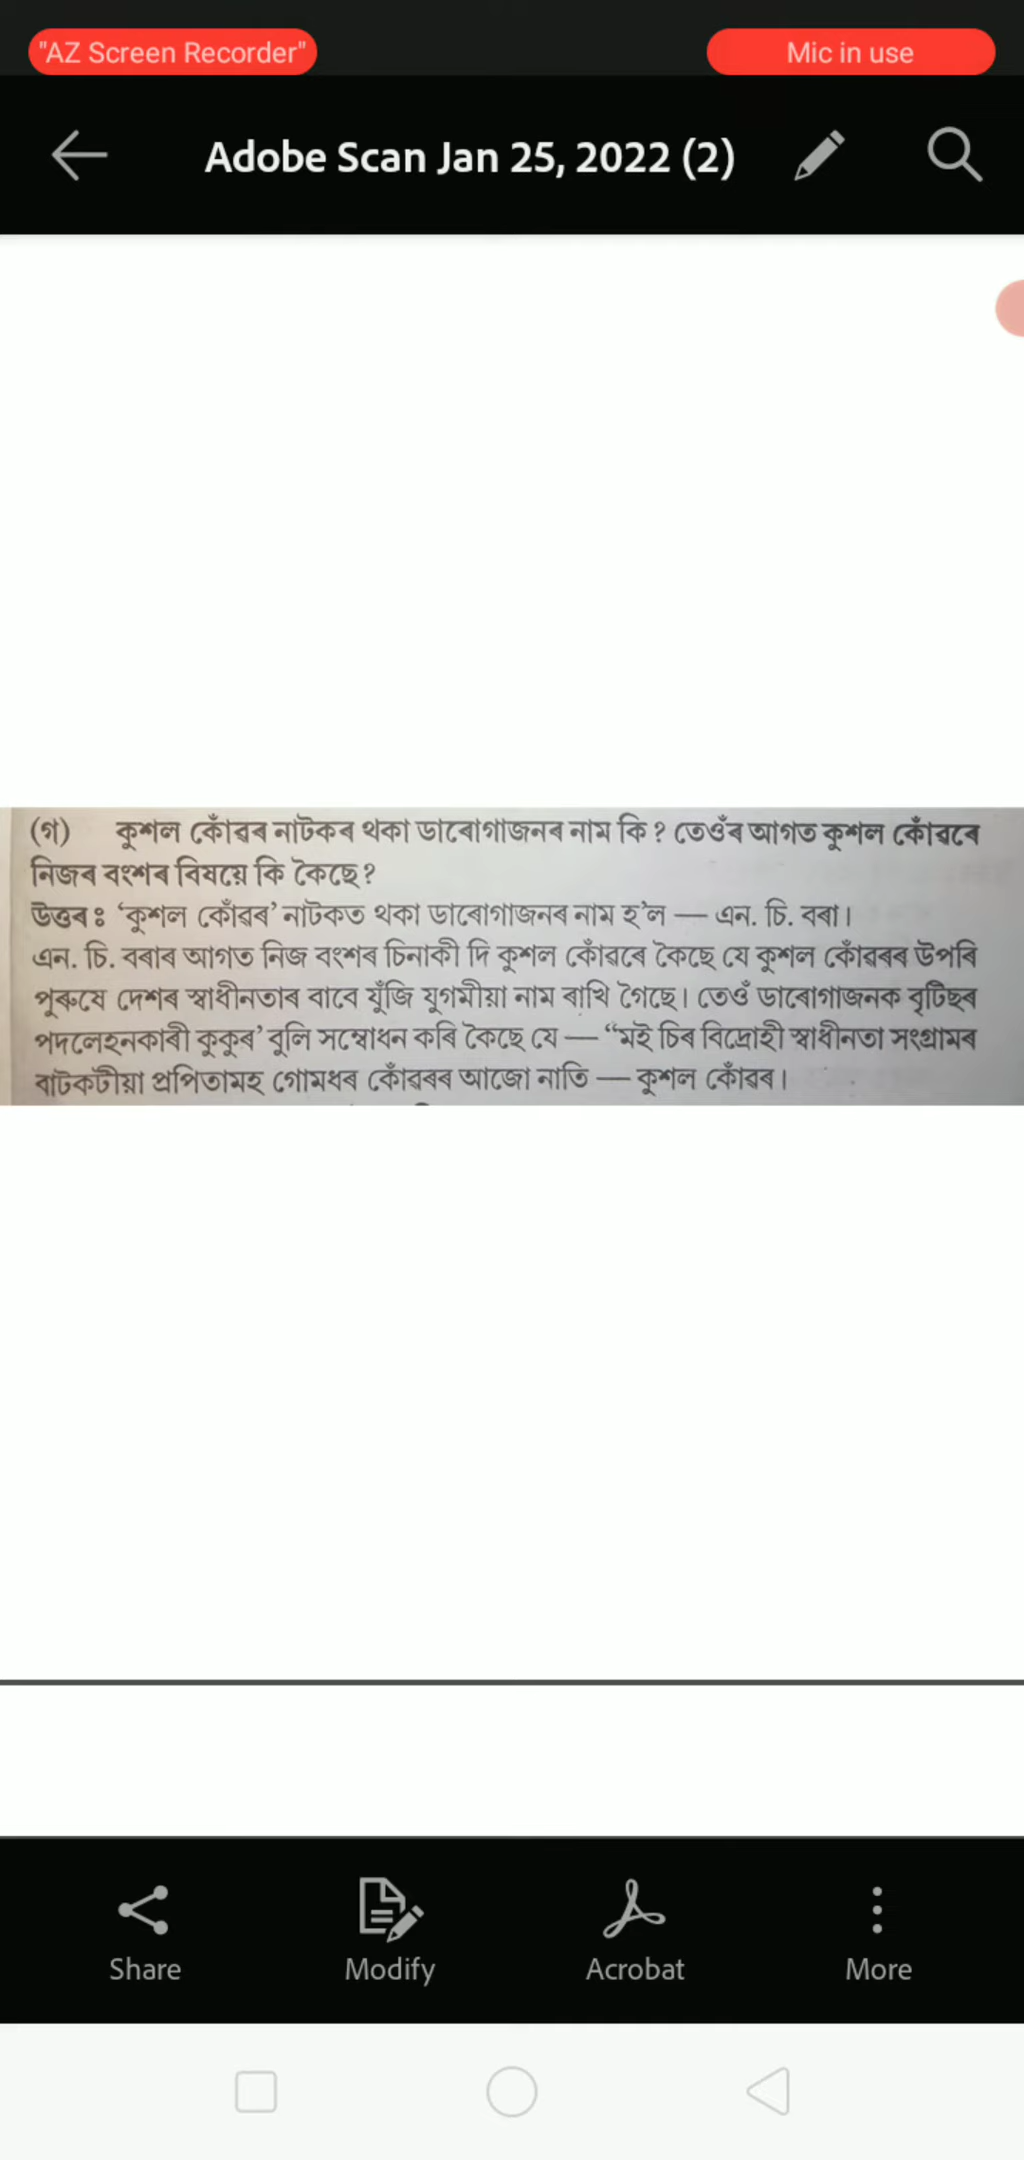 "AZ Screen Recorder"
Mic in use
Adobe Scan Jan 25, 2022 (2)
(গ) কুশল কোঁৱৰ নাটকৰ থকা ডাৰোগাজনৰ নাম কি ? তেওঁৰ আগত কুশল কোঁৱৰে
নিজৰ বংশৰ বিষয়ে কি কৈছে ?
উত্তৰ ঃ ‘কুশল কোঁৱৰ’ নাটকত থকা ডাৰোগাজনৰ নাম হ’ল — এন. চি. বৰা।
এন. চি. বৰাৰ আগত নিজ বংশৰ চিনাকী দি কুশল কোঁৱৰে কৈছে যে কুশল কোঁৱৰৰ উপৰি
পুৰুষে দেশৰ স্বাধীনতাৰ বাবে যুঁজি যুগমীয়া নাম ৰাখি গৈছে। তেওঁ ডাৰোগাজনক বৃটিছৰ
পদলেহনকাৰী কুকুৰ’ বুলি সম্বোধন কৰি কৈছে যে — “মই চিৰ বিদ্ৰোহী স্বাধীনতা সংগ্ৰামৰ
বাটকটীয়া প্ৰপিতামহ গোমধৰ কোঁৱৰৰ আজো নাতি — কুশল কোঁৱৰ।
Share
Modify
Acrobat
More